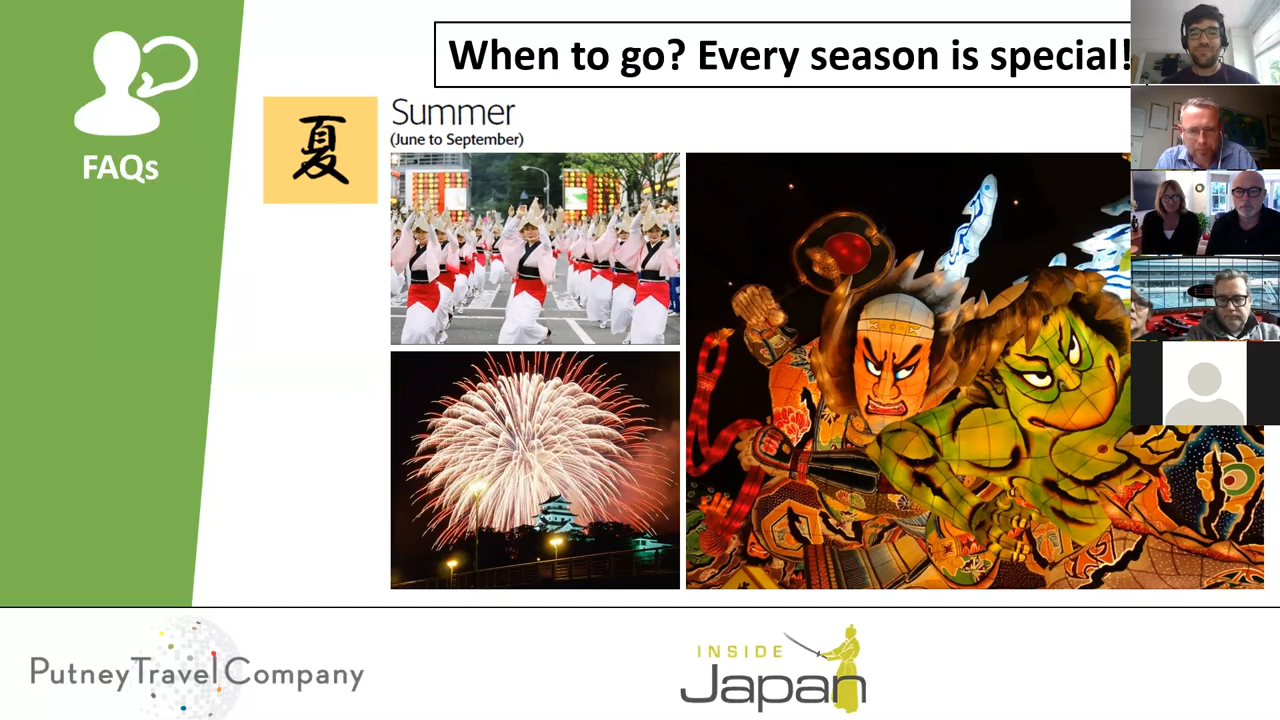 When to go? Every season is special!
FAQs
夏
Summer
(June to September)
PutneyTravelCompany
INSIDE
Japan